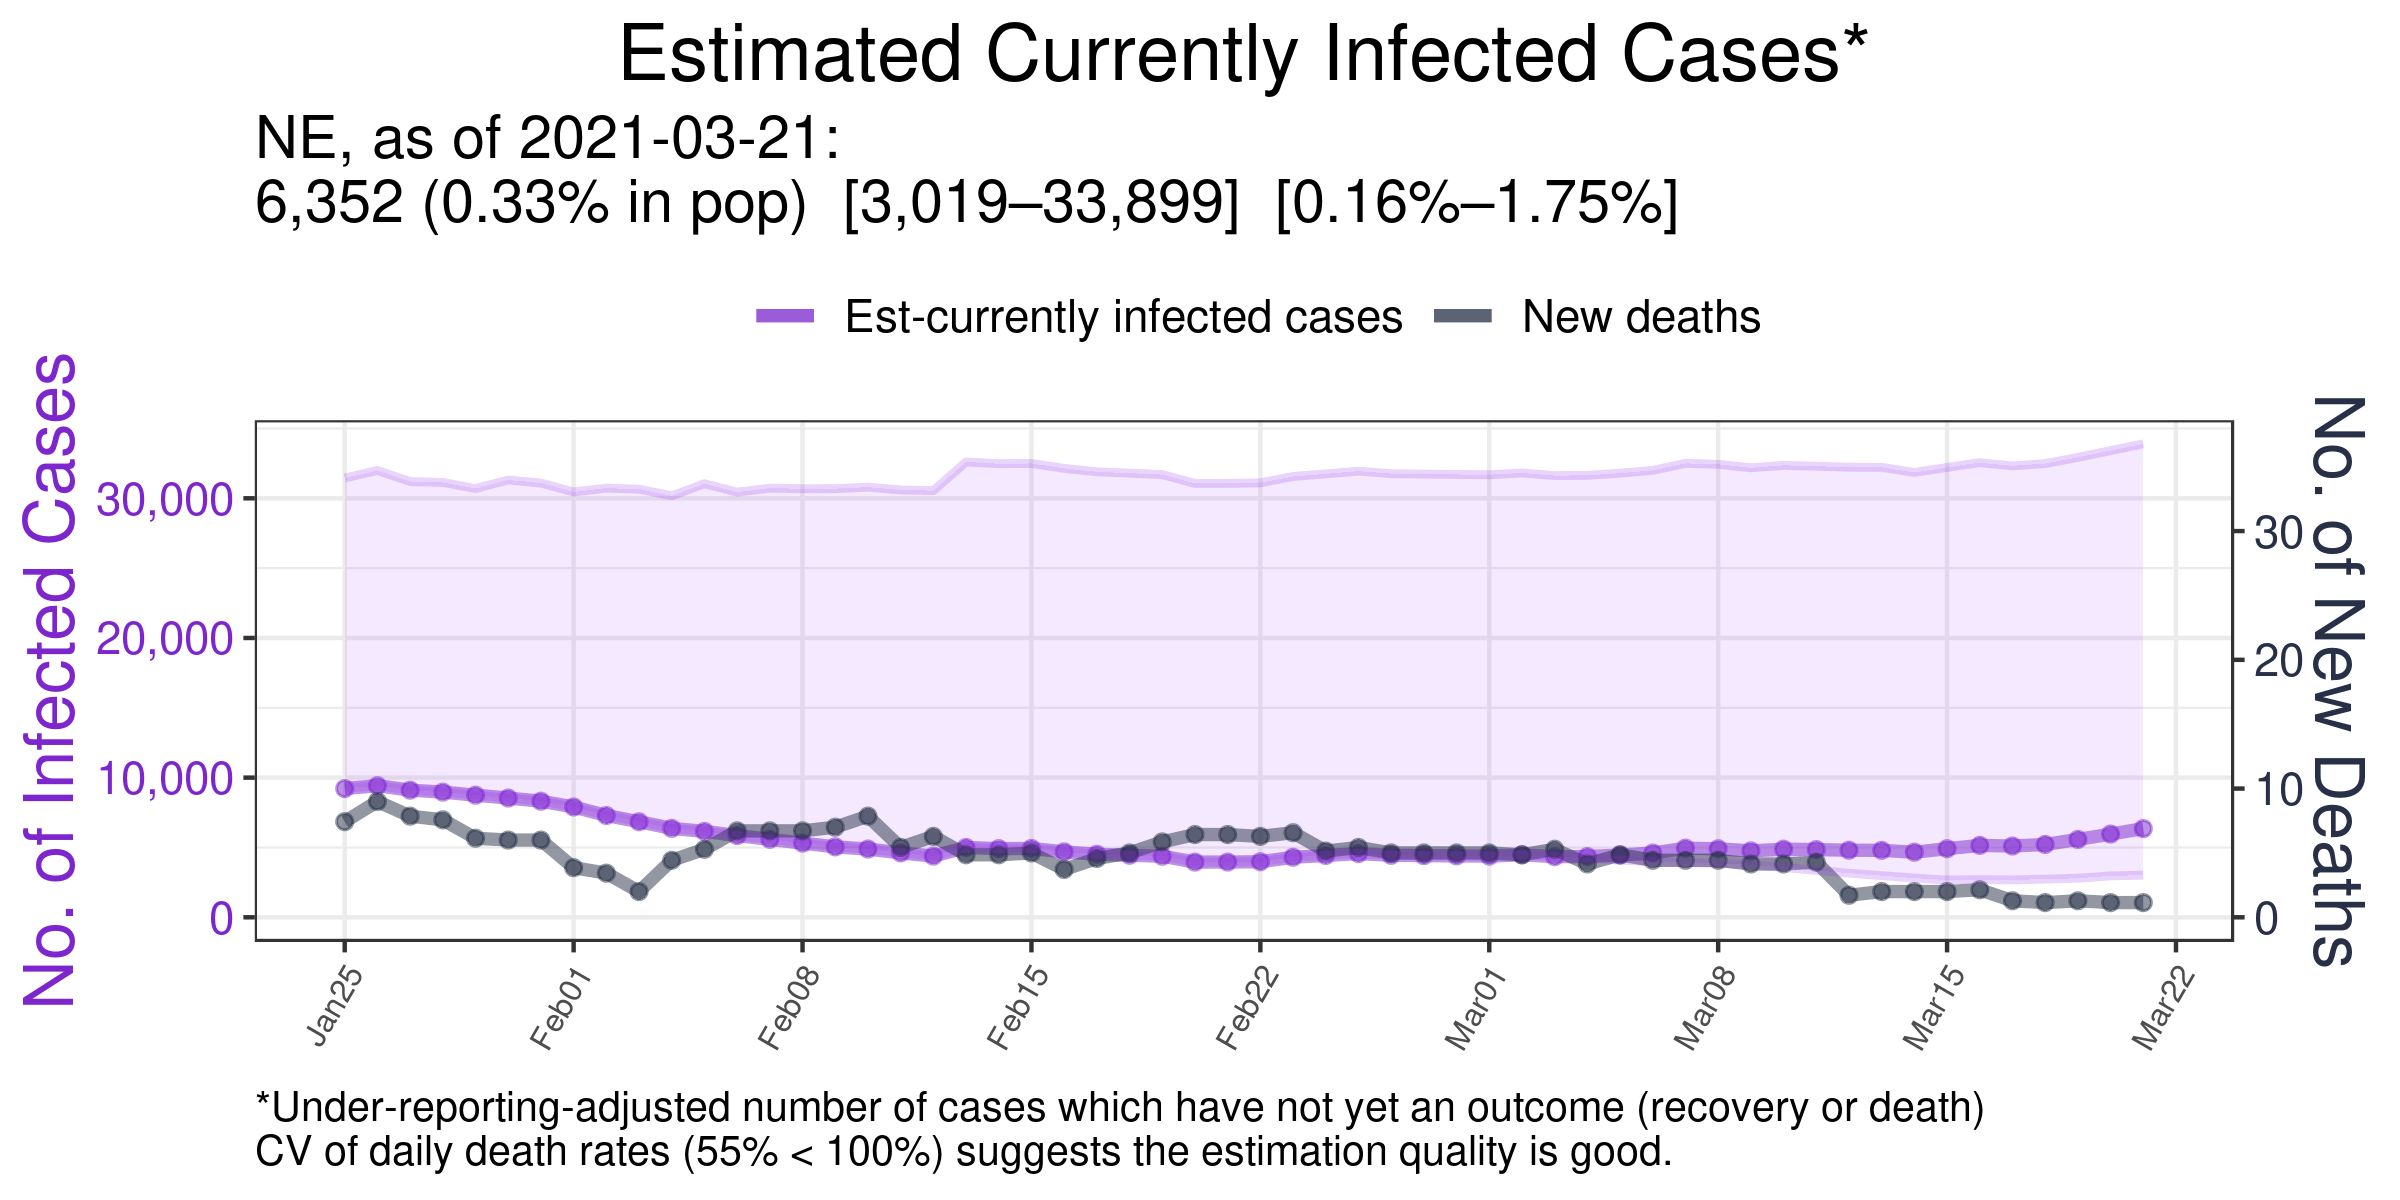 Estimated Currently Infected Cases*
NE, as of 2021-03-21:
6,352 (0.33% in pop)  [3,019–33,899]  [0.16%–1.75%]
Est-currently infected cases
New deaths
No. of Infected Cases
30,000
20,000
10,000
0
No. of New Deaths
30
20
10
0
Jan25
Feb01
Feb08
Feb15
Feb22
Mar01
Mar08
Mar15
Mar22
*Under-reporting-adjusted number of cases which have not yet an outcome (recovery or death)
CV of daily death rates (55% < 100%) suggests the estimation quality is good.